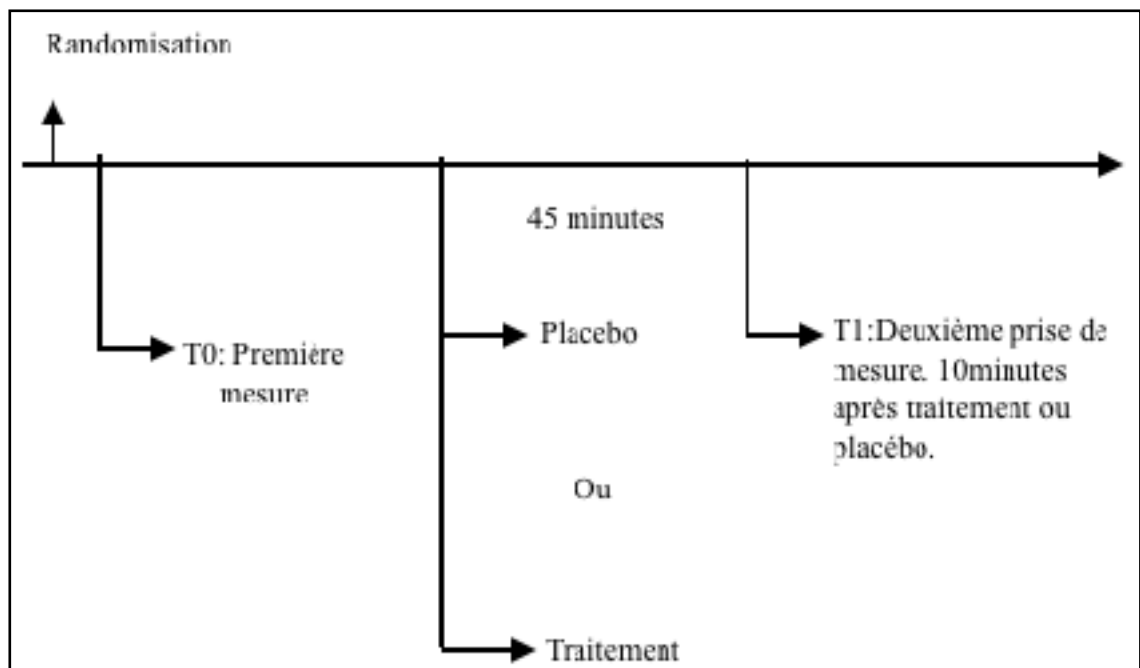 Randomisation
45 minutes
T0: Première
mesure
Placebo
T1:Deuxième prise de
mesure. 10minutes
après traitement ou
placébo.
Ou
Traitement